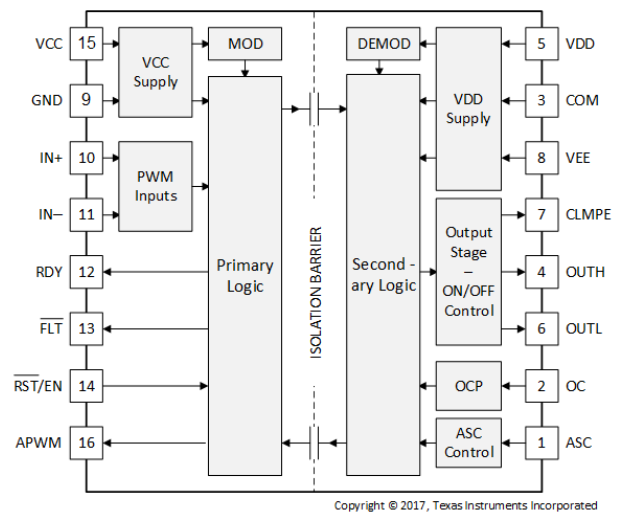 VCC 15
VCC
Supply
MOD
DEMOD
VDD
Supply
5 VDD
GND 9
3 COM
IN+ 10
PWM
Inputs
8 VEE
IN– 11
Output
Stage
–
ON/OFF
Control
7 CLMPE
RDY 12
Primary
Logic
ISOLATION BARRIER
Second -
ary Logic
4 OUTH
FLT 13
6 OUTL
RST/EN 14
OCP
2 OC
APWM 16
ASC
Control
1 ASC
Copyright © 2017, Texas Instruments Incorporated